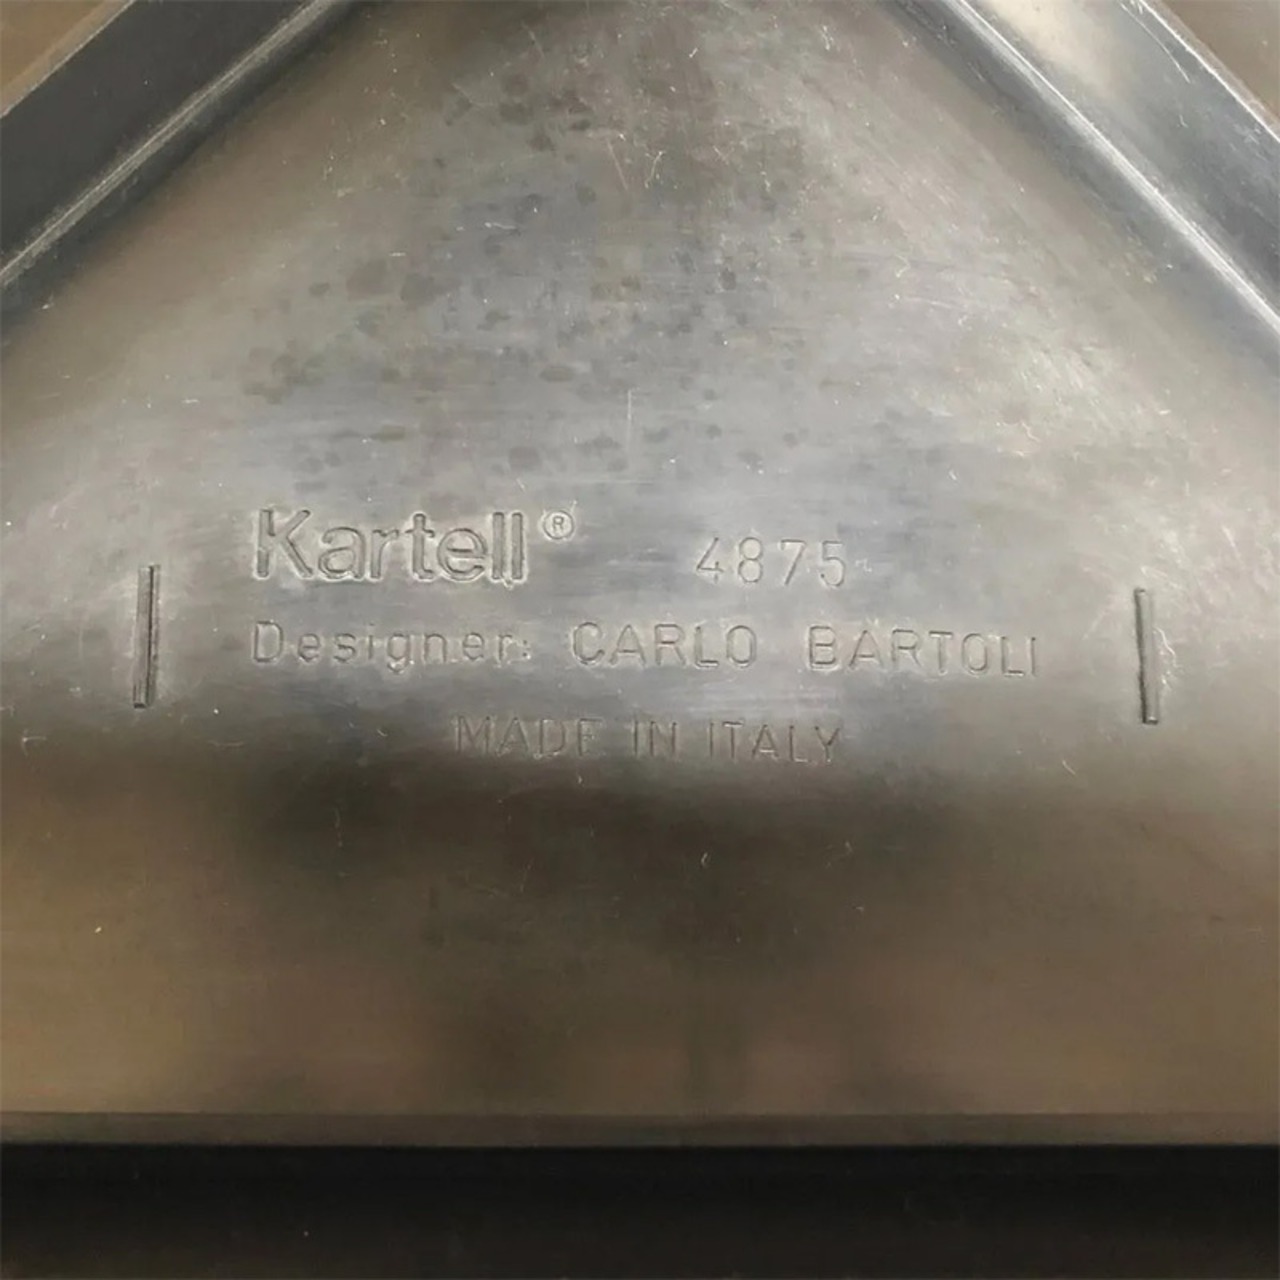 Kartell® 4875
Designer: CARLO BARTOLI
MADE IN ITALY